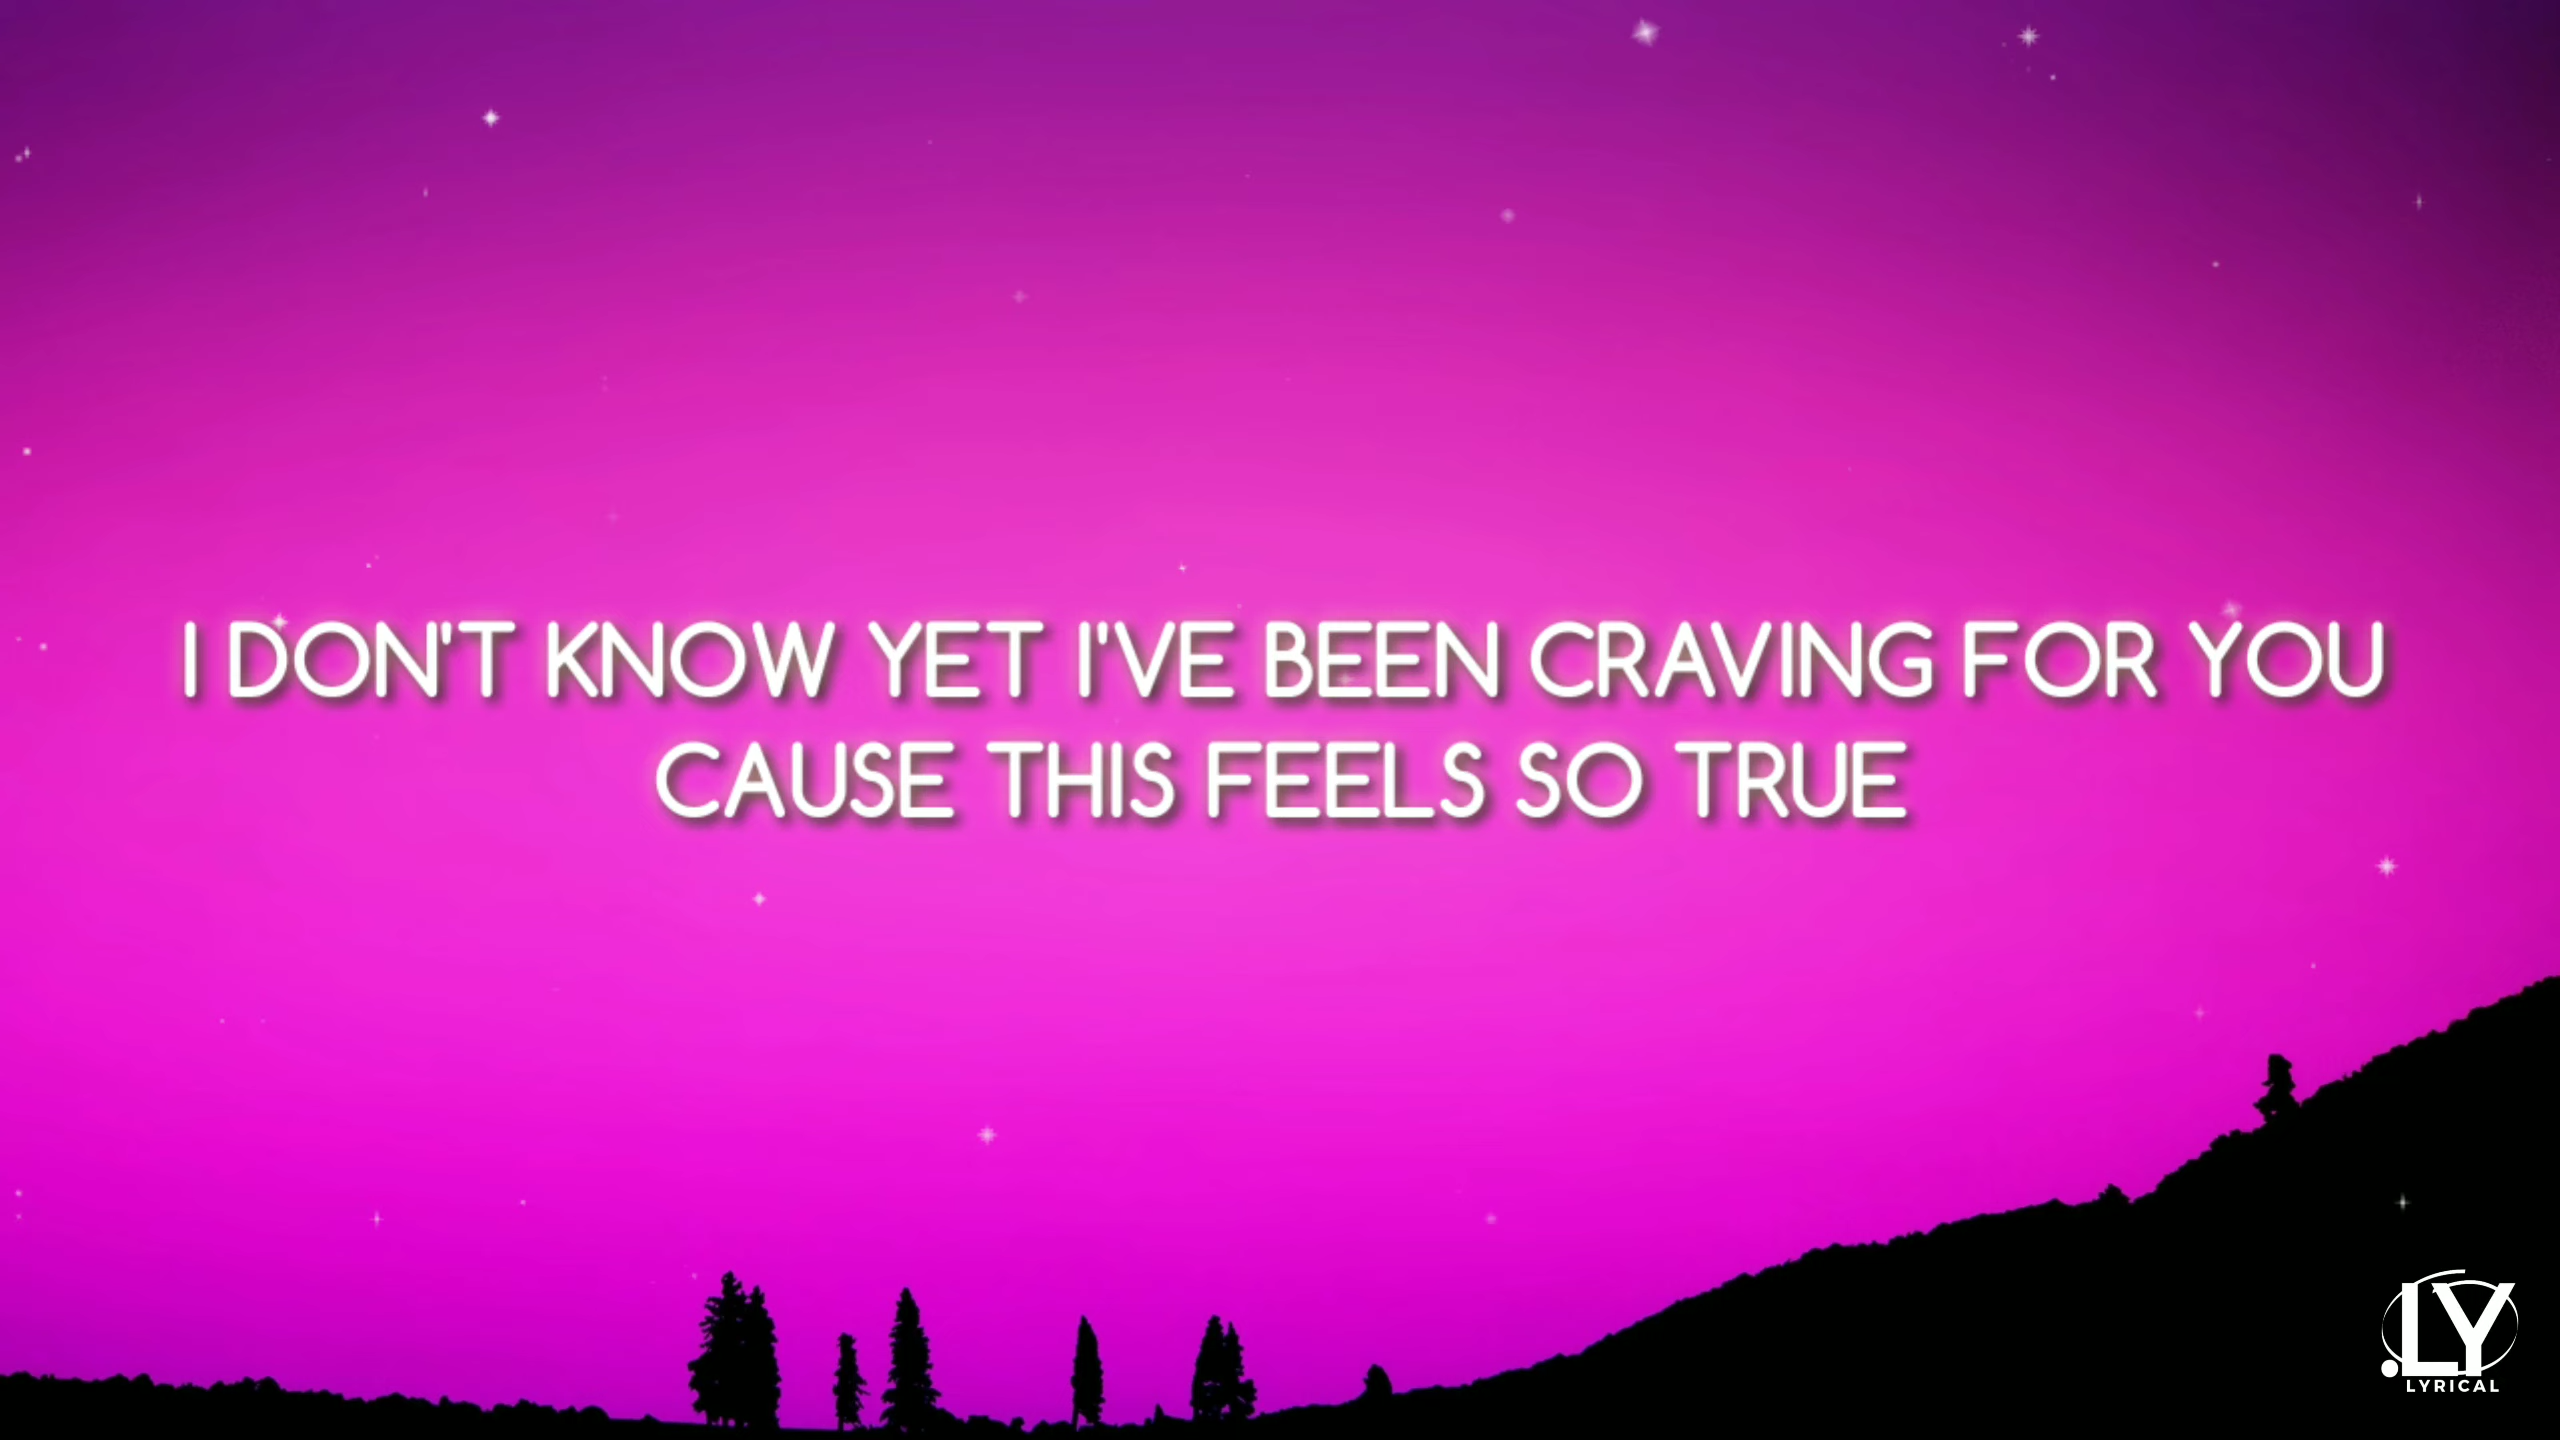 I DON'T KNOW YET I'VE BEEN CRAVING FOR YOU
CAUSE THIS FEELS SO TRUE
.LY
LYRICAL